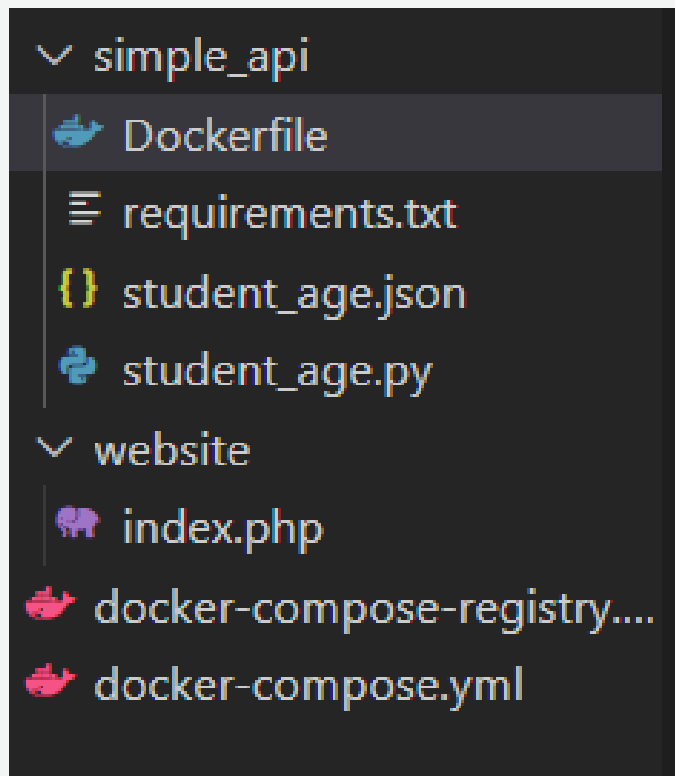 simple_api
Dockerfile
requirements.txt
student_age.json
student_age.py
website
index.php
docker-compose-registry....
docker-compose.yml